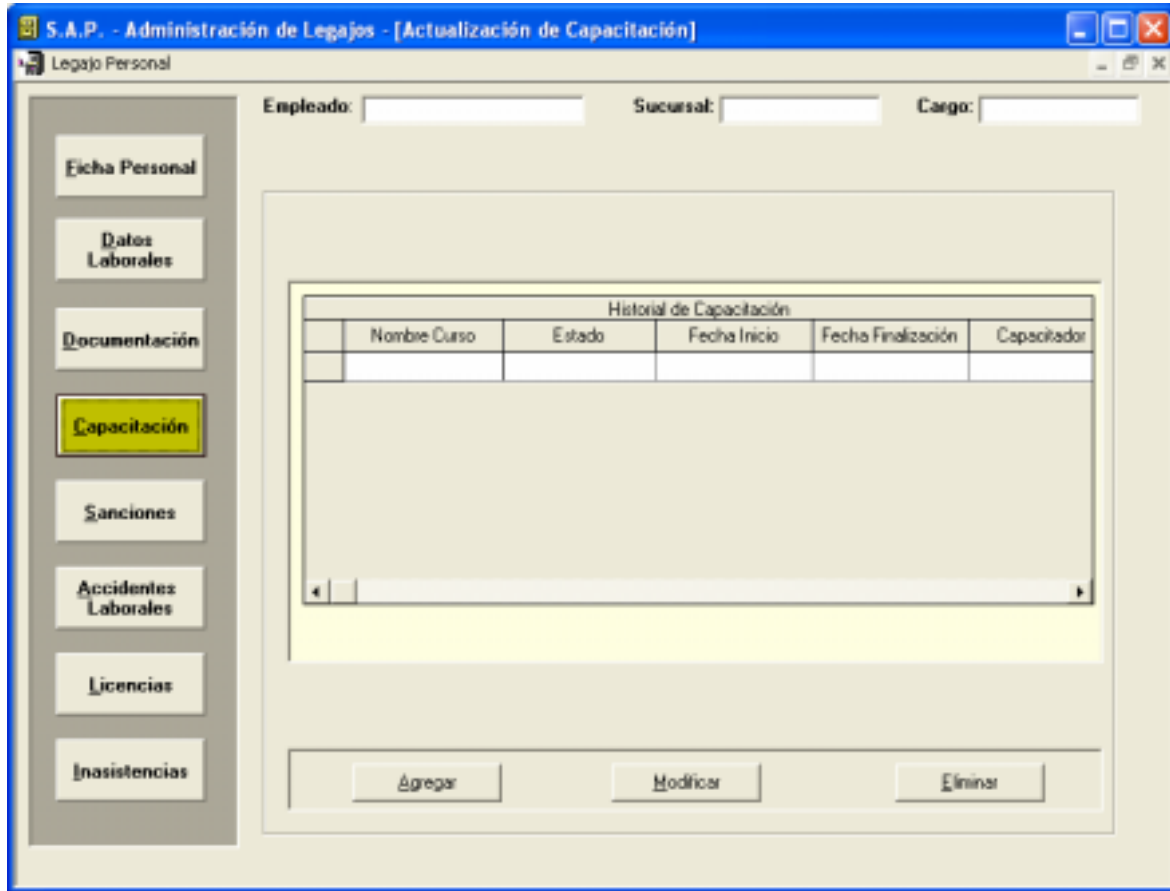 S.A.P. - Administración de Legajos - [Actualización de Capacitación]
Legajo Personal
Empleado: Sucursal: Cargo:
Ficha Personal
Datos
Laborales
Documentación
Capacitación
Sanciones
Accidentes
Laborales
Licencias
Inasistencias
Historial de Capacitación
Nombre Curso Estado Fecha Inicio Fecha Finalización Capacitador
Agregar Modificar Eliminar